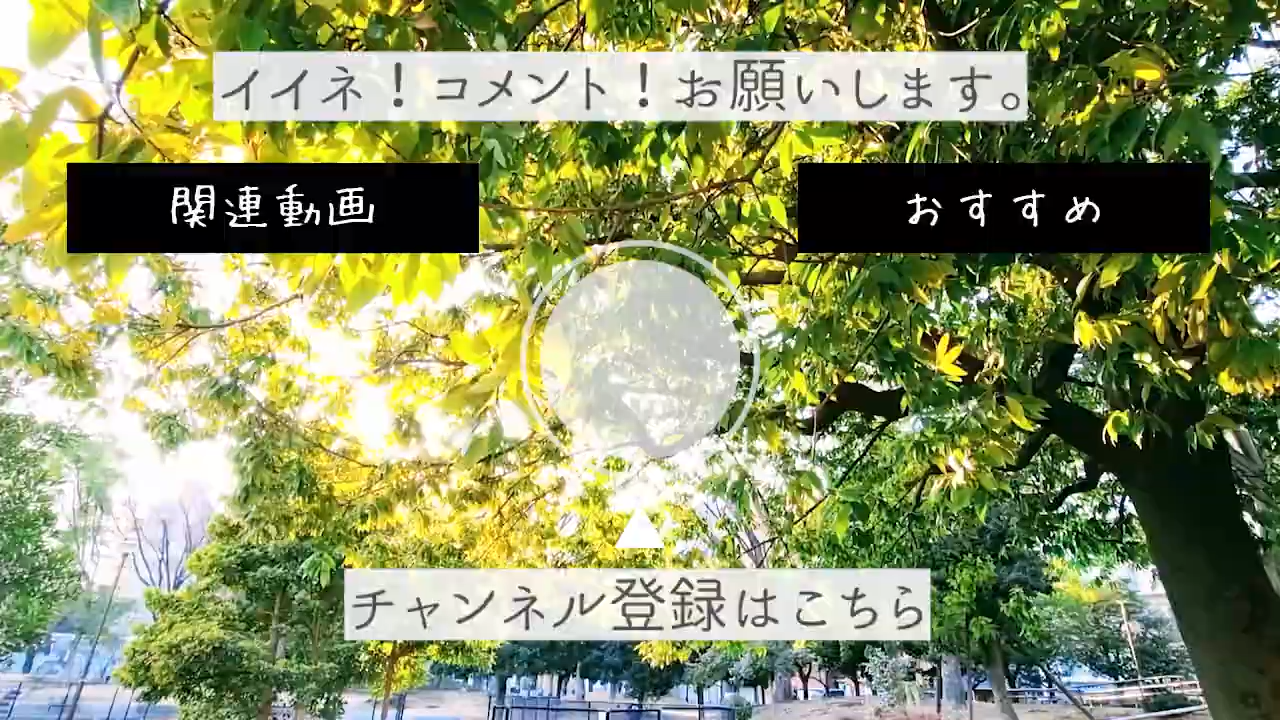 イイネ！コメント！お願いします。
関連動画
おすすめ
チャンネル登録はこちら